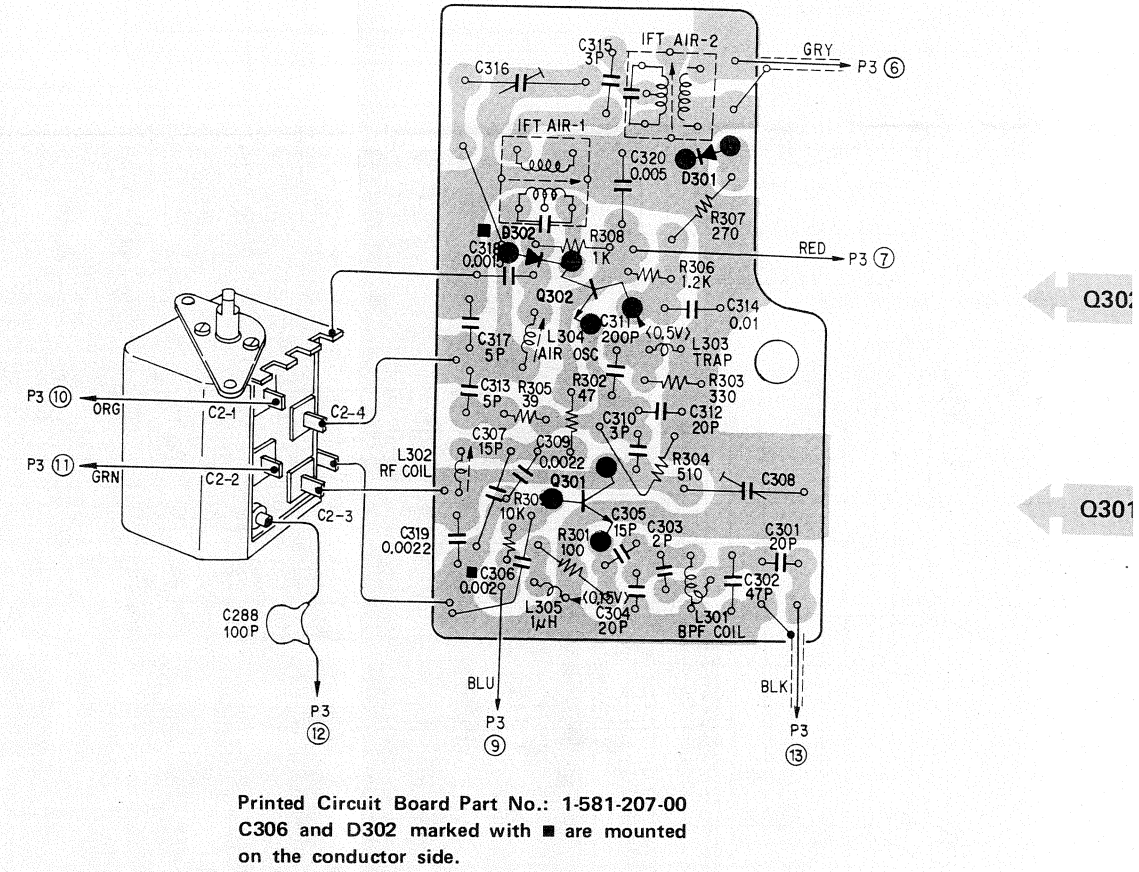 C315
3P
IFT AIR-2
GRY
P3 ⑥
C316
IFT AIR-1
C320
0.005
D301
R307
270
■ D302
C318
0.0015
R308
1K
RED
P3 ⑦
R306
1.2K
Q302
Q302
C314
0.01
C311
200P
<0.5V>
L304
AIR OSC
L303
TRAP
C317
5P
R302
47
R303
330
C313
5P
R305
39
C312
20P
C310
3P
P3 ⑩
ORG
C2-1
C2-4
P3 ⑪
GRN
C2-2
C2-3
L302
RF COIL
C307
15P
C309
0.0022
R304
510
C308
Q301
Q301
10K
C305
15P
C303
2P
C301
20P
R301
100
C319
0.0022
■ C306
0.002
C302
47P
L305
1μH
<0.15V>
C304
20P
L301
BPF COIL
C288
100P
P3
⑫
BLU
P3
⑨
BLK
P3
⑬
Printed Circuit Board Part No.: 1-581-207-00
C306 and D302 marked with ■ are mounted
on the conductor side.